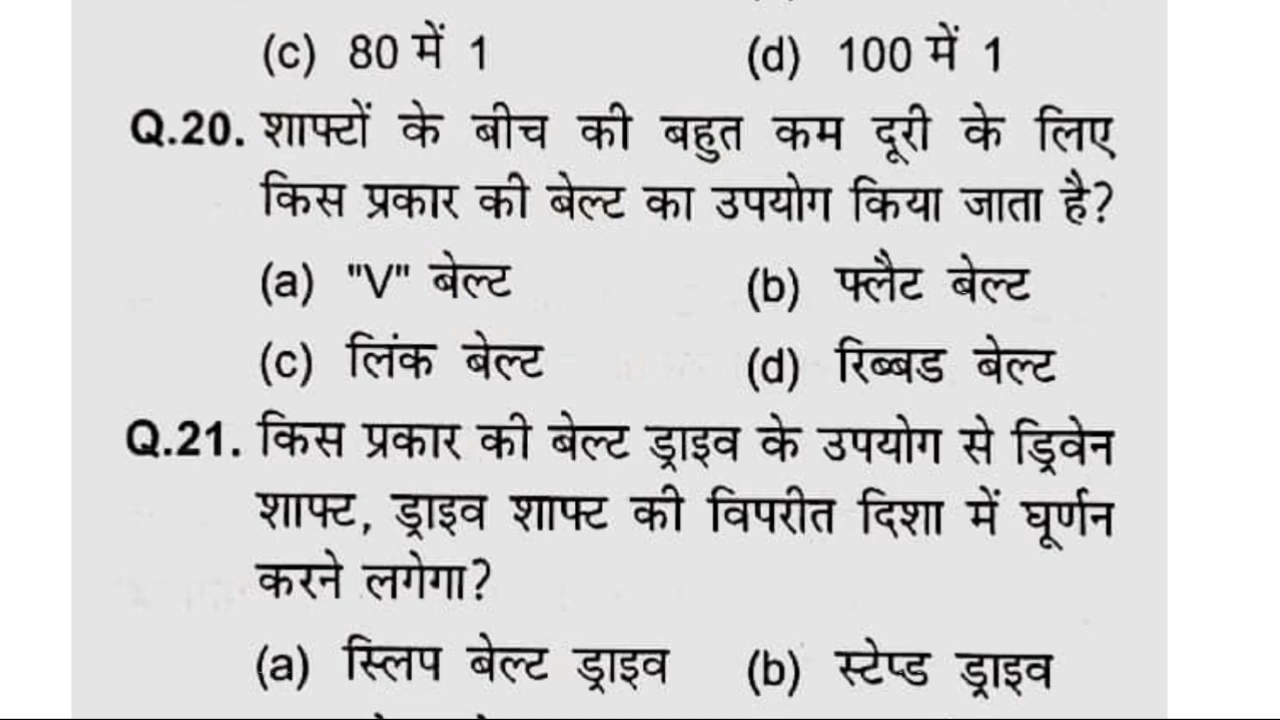 (c) 80 में 1 (d) 100 में 1
Q.20. शाफ्टों के बीच की बहुत कम दूरी के लिए
किस प्रकार की बेल्ट का उपयोग किया जाता है?
(a) "V" बेल्ट (b) फ्लैट बेल्ट
(c) लिंक बेल्ट (d) रिब्बड बेल्ट
Q.21. किस प्रकार की बेल्ट ड्राइव के उपयोग से ड्रिवेन
शाफ्ट, ड्राइव शाफ्ट की विपरीत दिशा में घूर्णन
करने लगेगा?
(a) स्लिप बेल्ट ड्राइव (b) स्टेप्ड ड्राइव